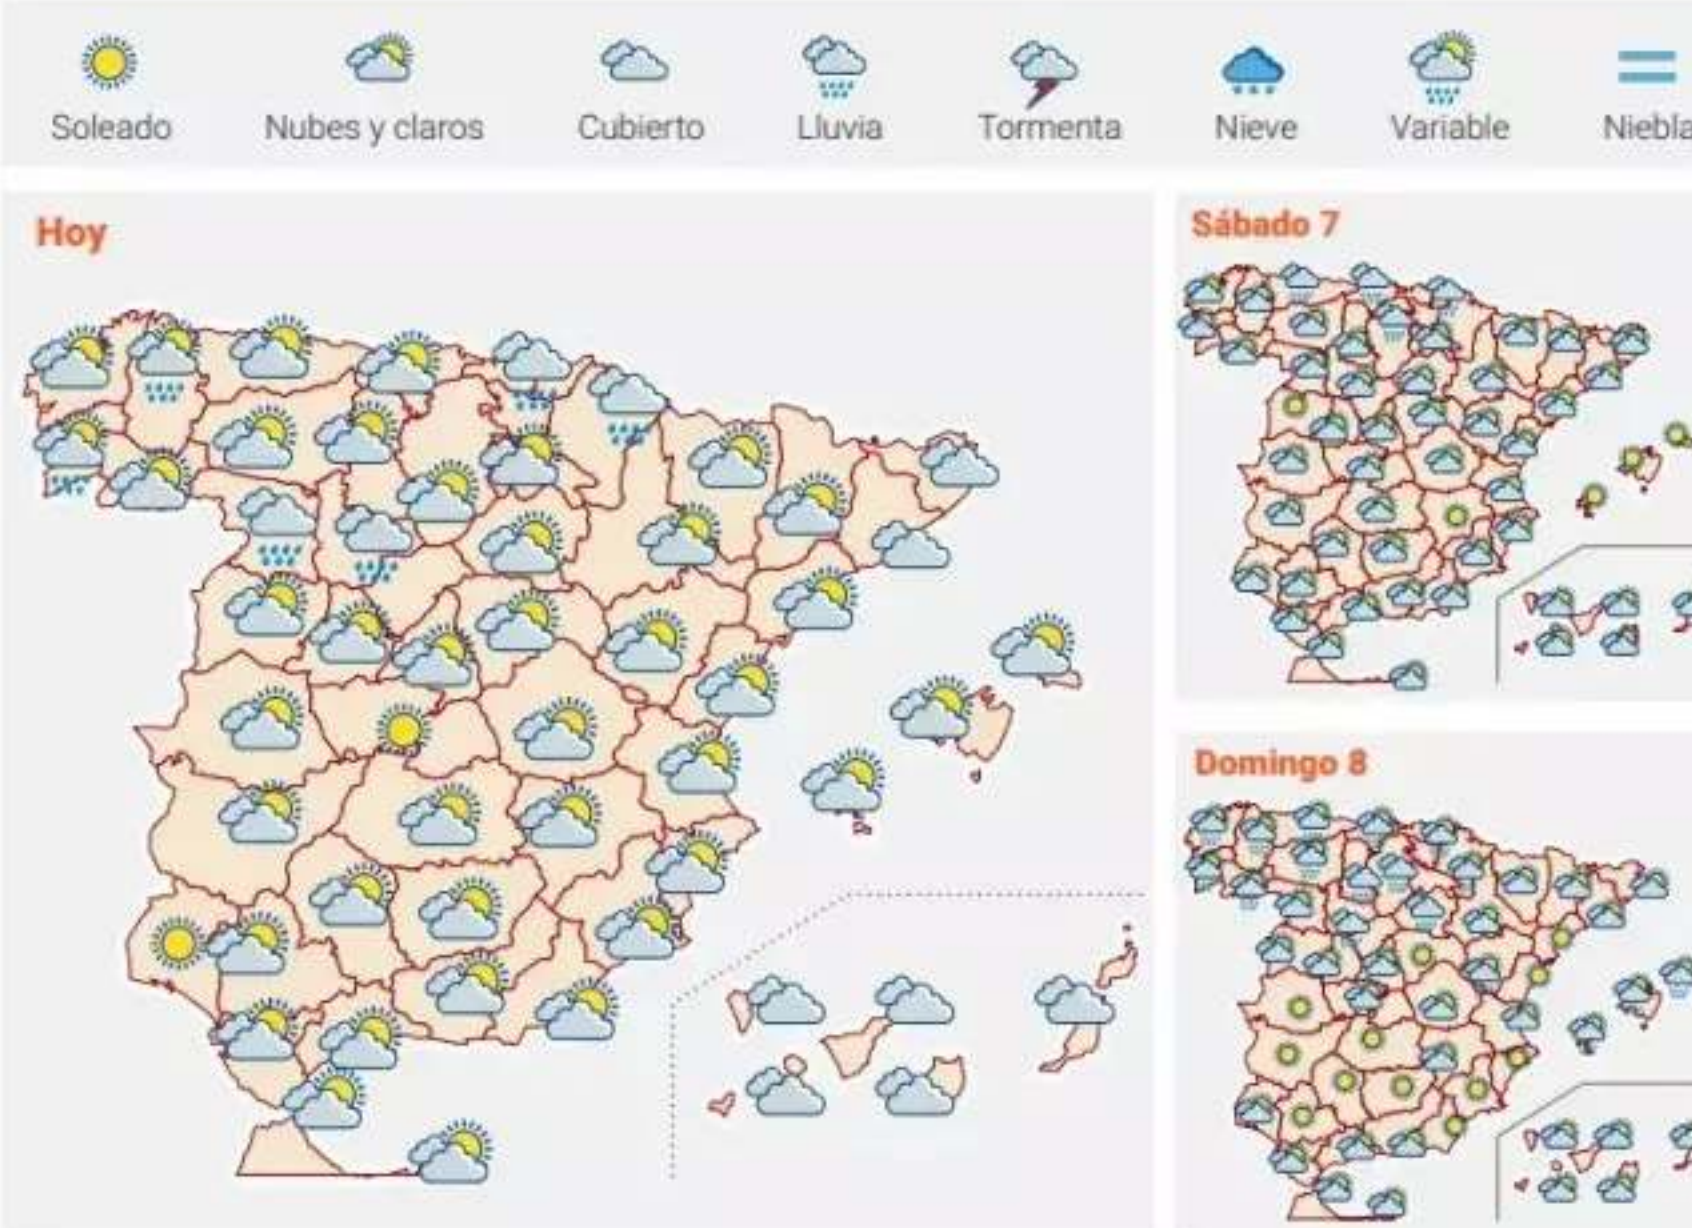 Soleado
Nubes y claros
Cubierto
Lluvia
Tormenta
Nieve
Variable
Niebla
Hoy
Sábado 7
Domingo 8